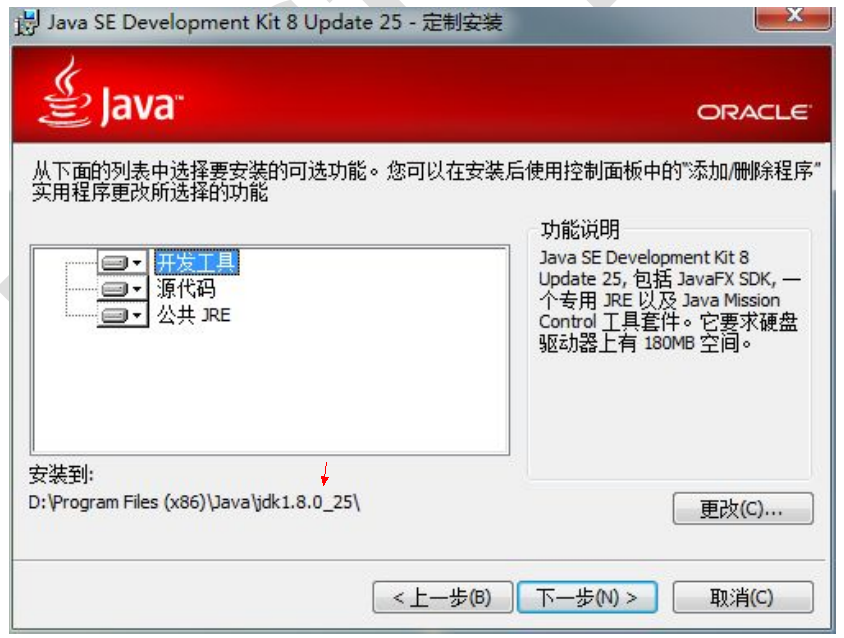 Java SE Development Kit 8 Update 25 - 定制安装
Java™
ORACLE®
从下面的列表中选择要安装的可选功能。您可以在安装后使用控制面板中的“添加/删除程序”
实用程序更改所选择的功能
开发工具
源代码
公共 JRE
功能说明
Java SE Development Kit 8
Update 25, 包括 JavaFX SDK, 一
个专用 JRE 以及 Java Mission
Control 工具套件。它要求硬盘
驱动器上有 180MB 空间。
安装到:
D:\Program Files (x86)\Java\jdk1.8.0_25\
更改(C)...
<上一步(B)
下一步(N) >
取消(C)